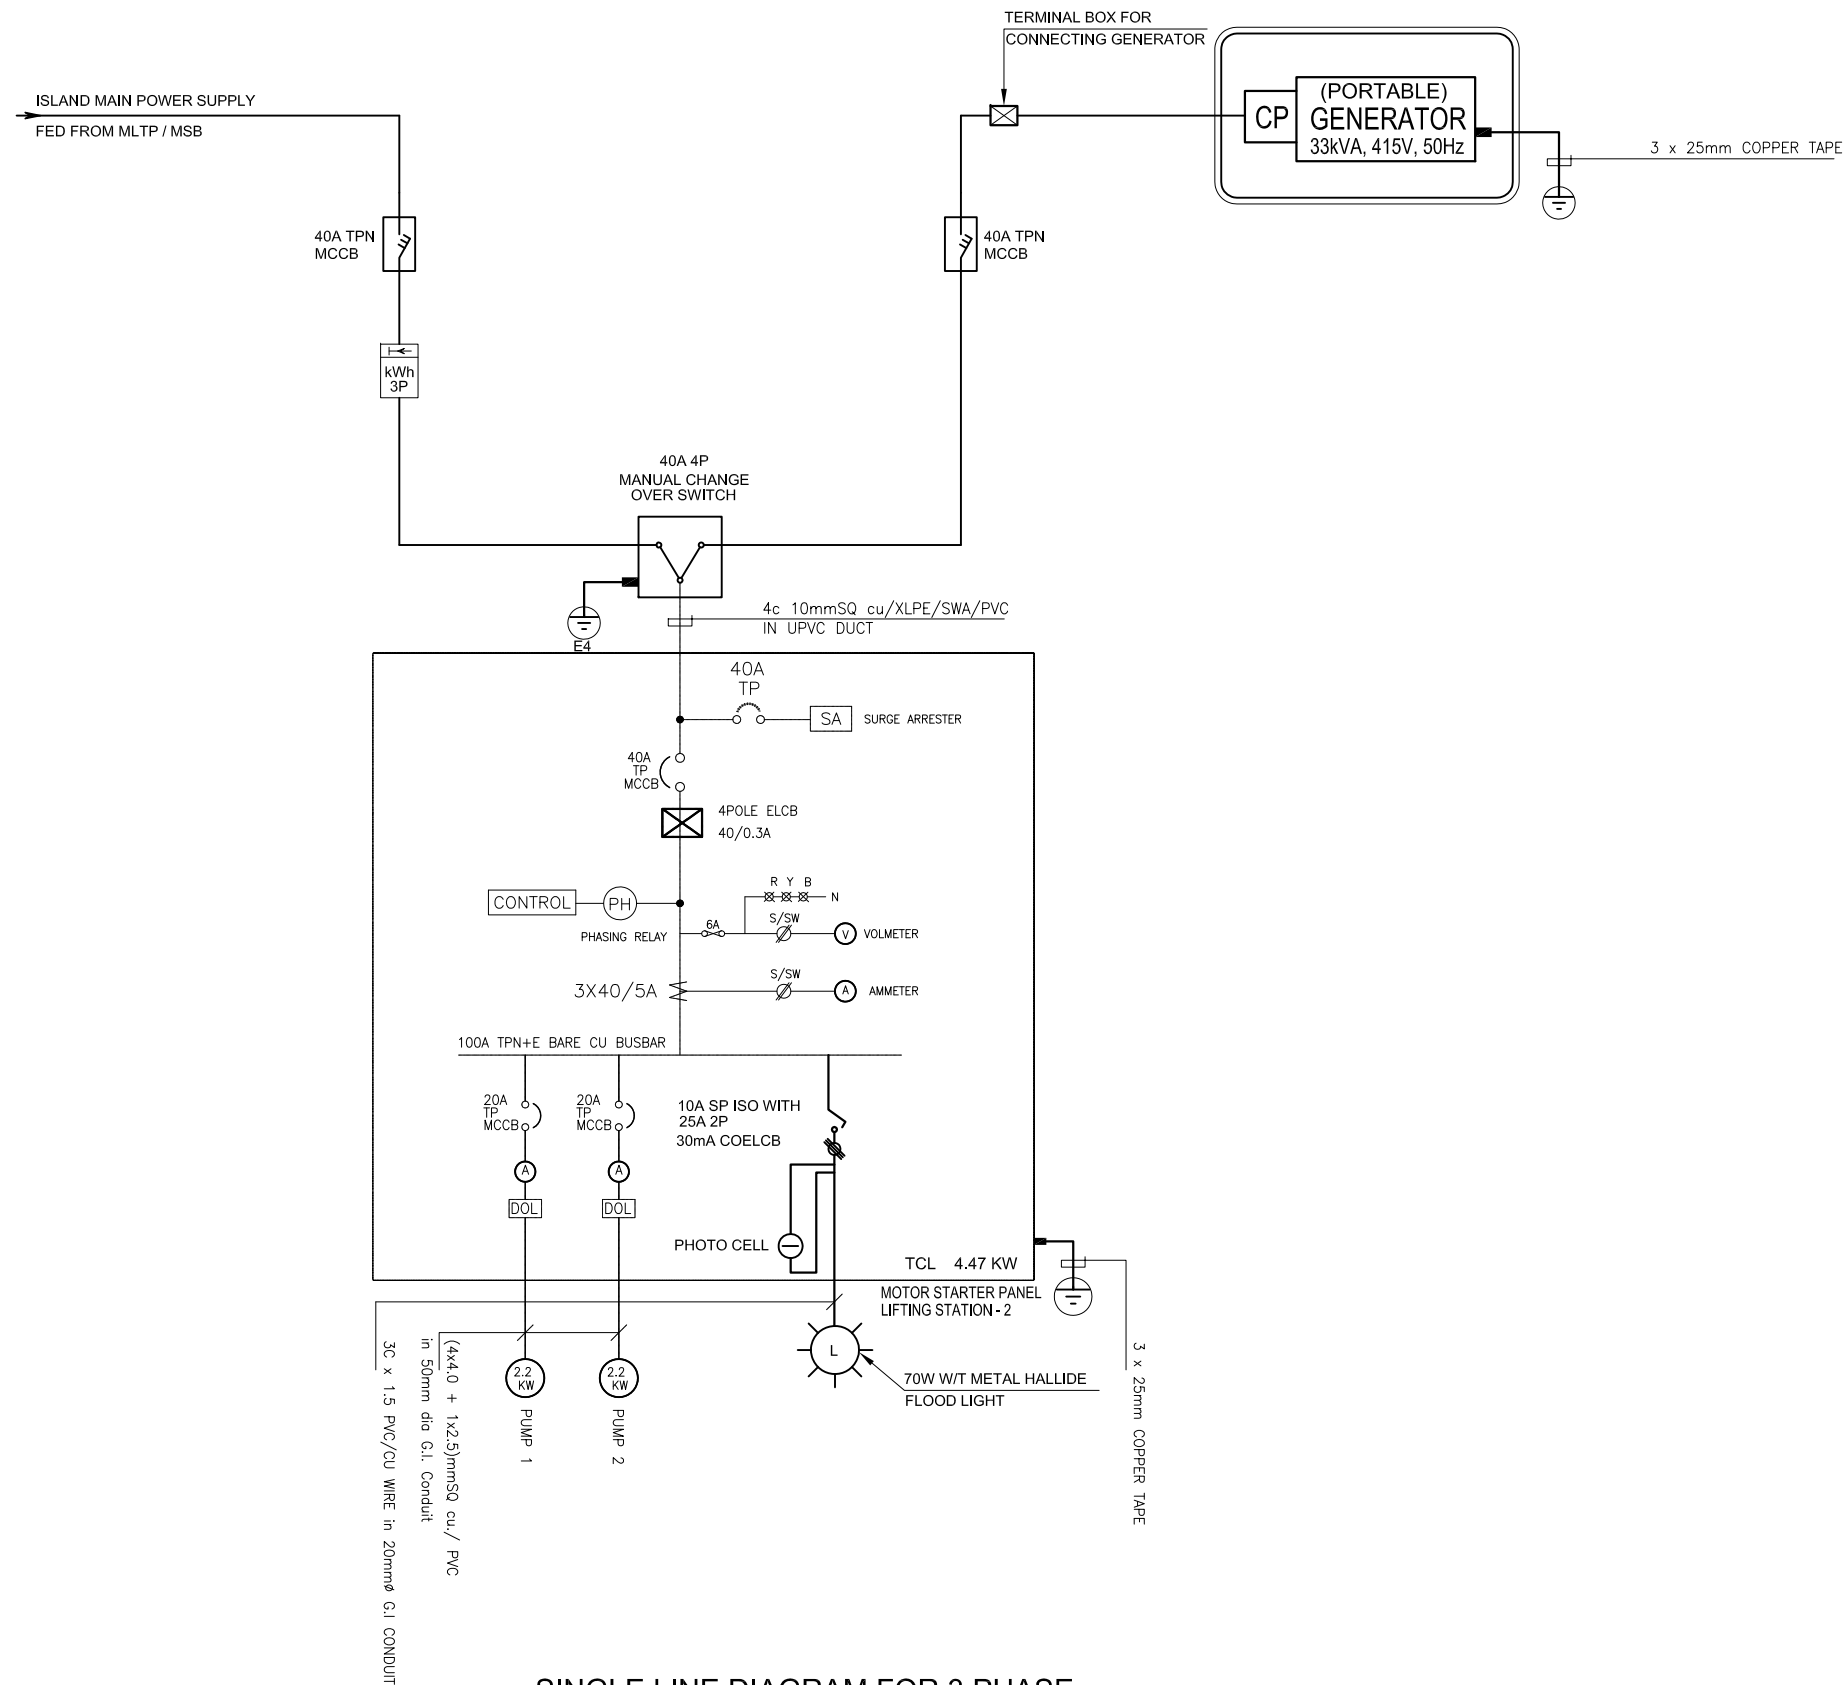 TERMINAL BOX FOR
CONNECTING GENERATOR
ISLAND MAIN POWER SUPPLY
FED FROM MLTP / MSB
CP
(PORTABLE)
GENERATOR
33kVA, 415V, 50Hz
3 x 25mm COPPER TAPE
40A TPN
MCCB
40A TPN
MCCB
kWh
3P
40A 4P
MANUAL CHANGE
OVER SWITCH
4c 10mmSQ cu/XLPE/SWA/PVC
IN UPVC DUCT
E4
40A
TP
SA
SURGE ARRESTER
40A
TP
MCCB
4POLE ELCB
40/0.3A
R Y B
N
CONTROL
PH
PHASING RELAY
6A
S/SW
V
VOLMETER
3X40/5A
S/SW
A
AMMETER
100A TPN+E BARE CU BUSBAR
20A
TP
MCCB
20A
TP
MCCB
10A SP ISO WITH
25A 2P
30mA COELCB
A
A
DOL
DOL
PHOTO CELL
TCL 4.47 KW
MOTOR STARTER PANEL
LIFTING STATION - 2
L
70W W/T METAL HALLIDE
FLOOD LIGHT
2.2
KW
2.2
KW
PUMP 1
PUMP 2
3 x 25mm COPPER TAPE
(4x4.0 + 1x2.5)mmSQ cu./ PVC
in 50mm dia G.I. Conduit
3C x 1.5 PVC/CU WIRE in 20mmø G.I CONDUIT
SINGLE LINE DIAGRAM FOR 3 PHASE